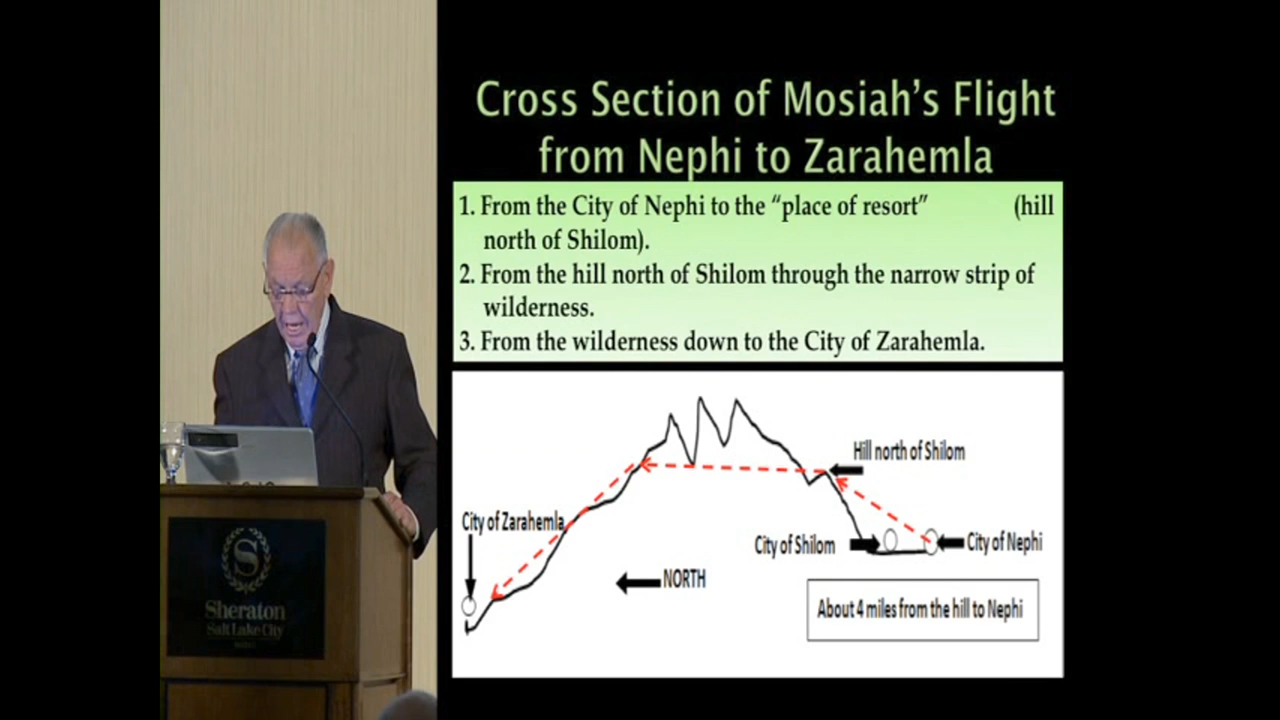 Cross Section of Mosiah's Flight
from Nephi to Zarahemla
1. From the City of Nephi to the “place of resort” (hill
north of Shilom).
2. From the hill north of Shilom through the narrow strip of
wilderness.
3. From the wilderness down to the City of Zarahemla.
Hill north of Shilom
City of Zarahemla
City of Shilom
City of Nephi
NORTH
About 4 miles from the hill to Nephi
S
Sheraton
Salt Lake City